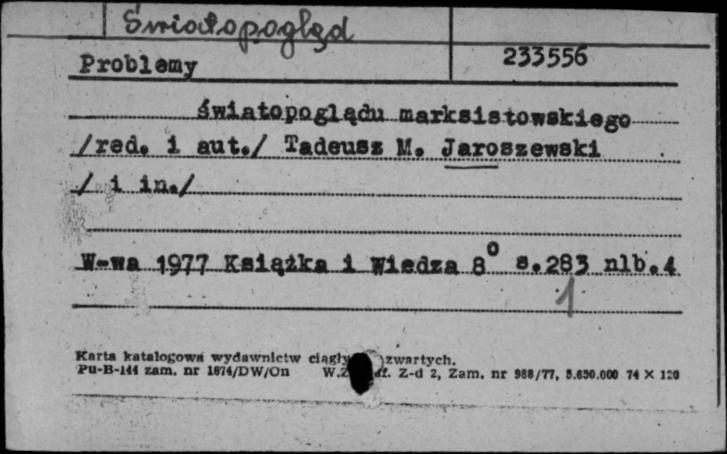 Światopogląd
Problemy 233556
światopoglądu marksistowskiego
/red. i aut./ Tadeusz M. Jaroszewski
/ i in./
W-wa 1977 Książka i Wiedza 8° s.283 nlb.4
1
Karta katalogowa wydawnictw zwartych.
Pu-B-144 zam. nr 1674/DW/On Z-d 2, Zam. nr 988/77, 5.650.000 74 × 120